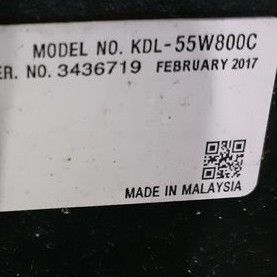 MODEL NO. KDL-55W800C
ER. NO. 3436719 FEBRUARY 2017
MADE IN MALAYSIA